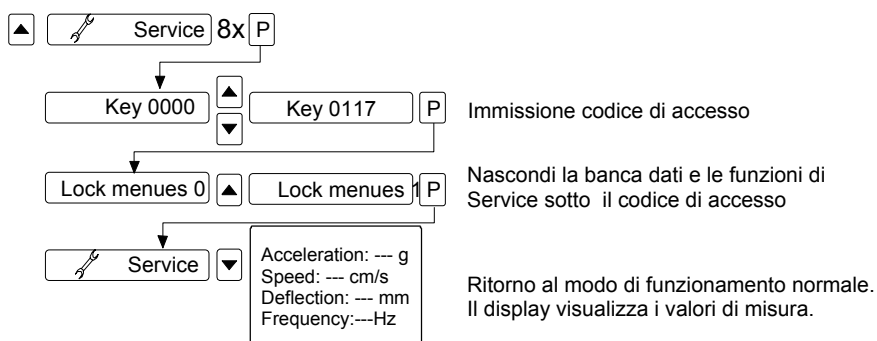 Service 8x P
Key 0000 Key 0117 P Immissione codice di accesso
Lock menues 0 Lock menues 1 P Nascondi la banca dati e le funzioni di
Service sotto il codice di accesso
Service
Acceleration: --- g
Speed: --- cm/s
Deflection: --- mm
Frequency:---Hz
Ritorno al modo di funzionamento normale.
Il display visualizza i valori di misura.